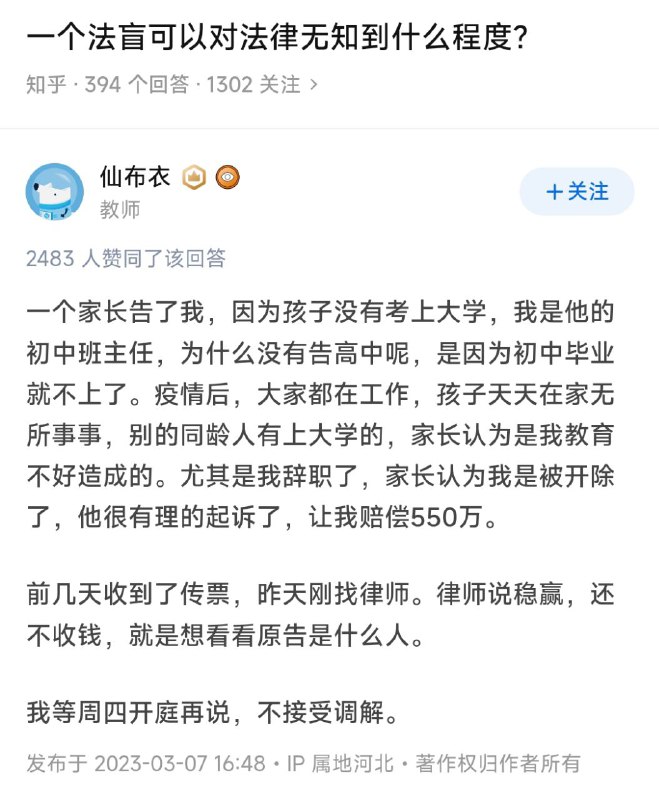 一个法盲可以对法律无知到什么程度？
知乎 · 394 个回答 · 1302 关注 >
仙布衣
教师
+关注
2483 人赞同了该回答
一个家长告了我，因为孩子没有考上大学，我是他的
初中班主任，为什么没有告高中呢，是因为初中毕业
就不上了。疫情后，大家都在工作，孩子天天在家无
所事事，别的同龄人有上大学的，家长认为是我教育
不好造成的。尤其是我辞职了，家长认为我是被开除
了，他很有理的起诉了，让我赔偿550万。
前几天收到了传票，昨天刚找律师。律师说稳赢，还
不收钱，就是想看看原告是什么人。
我等周四开庭再说，不接受调解。
发布于 2023-03-07 16:48 · IP 属地河北 · 著作权归作者所有